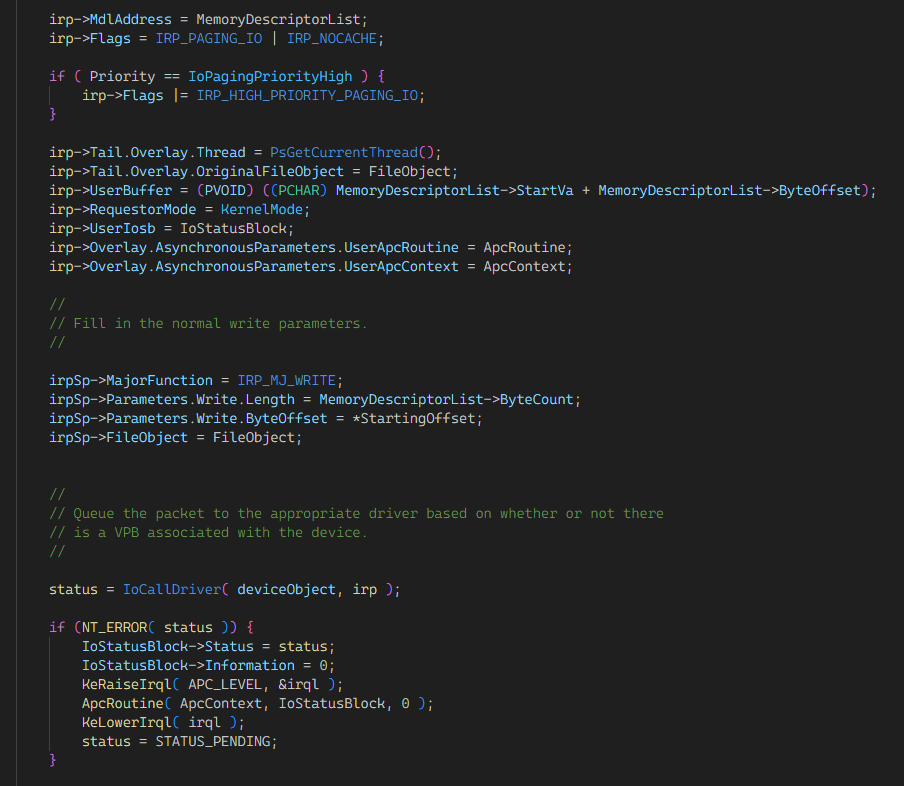 irp->MdlAddress = MemoryDescriptorList;
irp->Flags = IRP_PAGING_IO | IRP_NOCACHE;
if ( Priority == IoPagingPriorityHigh ) {
irp->Flags |= IRP_HIGH_PRIORITY_PAGING_IO;
}
irp->Tail.Overlay.Thread = PsGetCurrentThread();
irp->Tail.Overlay.OriginalFileObject = FileObject;
irp->UserBuffer = (PVOID) ((PCHAR) MemoryDescriptorList->StartVa + MemoryDescriptorList->ByteOffset);
irp->RequestorMode = KernelMode;
irp->UserIosb = IoStatusBlock;
irp->Overlay.AsynchronousParameters.UserApcRoutine = ApcRoutine;
irp->Overlay.AsynchronousParameters.UserApcContext = ApcContext;
//
// Fill in the normal write parameters.
//
irpSp->MajorFunction = IRP_MJ_WRITE;
irpSp->Parameters.Write.Length = MemoryDescriptorList->ByteCount;
irpSp->Parameters.Write.ByteOffset = *StartingOffset;
irpSp->FileObject = FileObject;
//
// Queue the packet to the appropriate driver based on whether or not there
// is a VPB associated with the device.
//
status = IoCallDriver( deviceObject, irp );
if (NT_ERROR( status )) {
IoStatusBlock->Status = status;
IoStatusBlock->Information = 0;
KeRaiseIrql( APC_LEVEL, &irql );
ApcRoutine( ApcContext, IoStatusBlock, 0 );
KeLowerIrql( irql );
status = STATUS_PENDING;
}